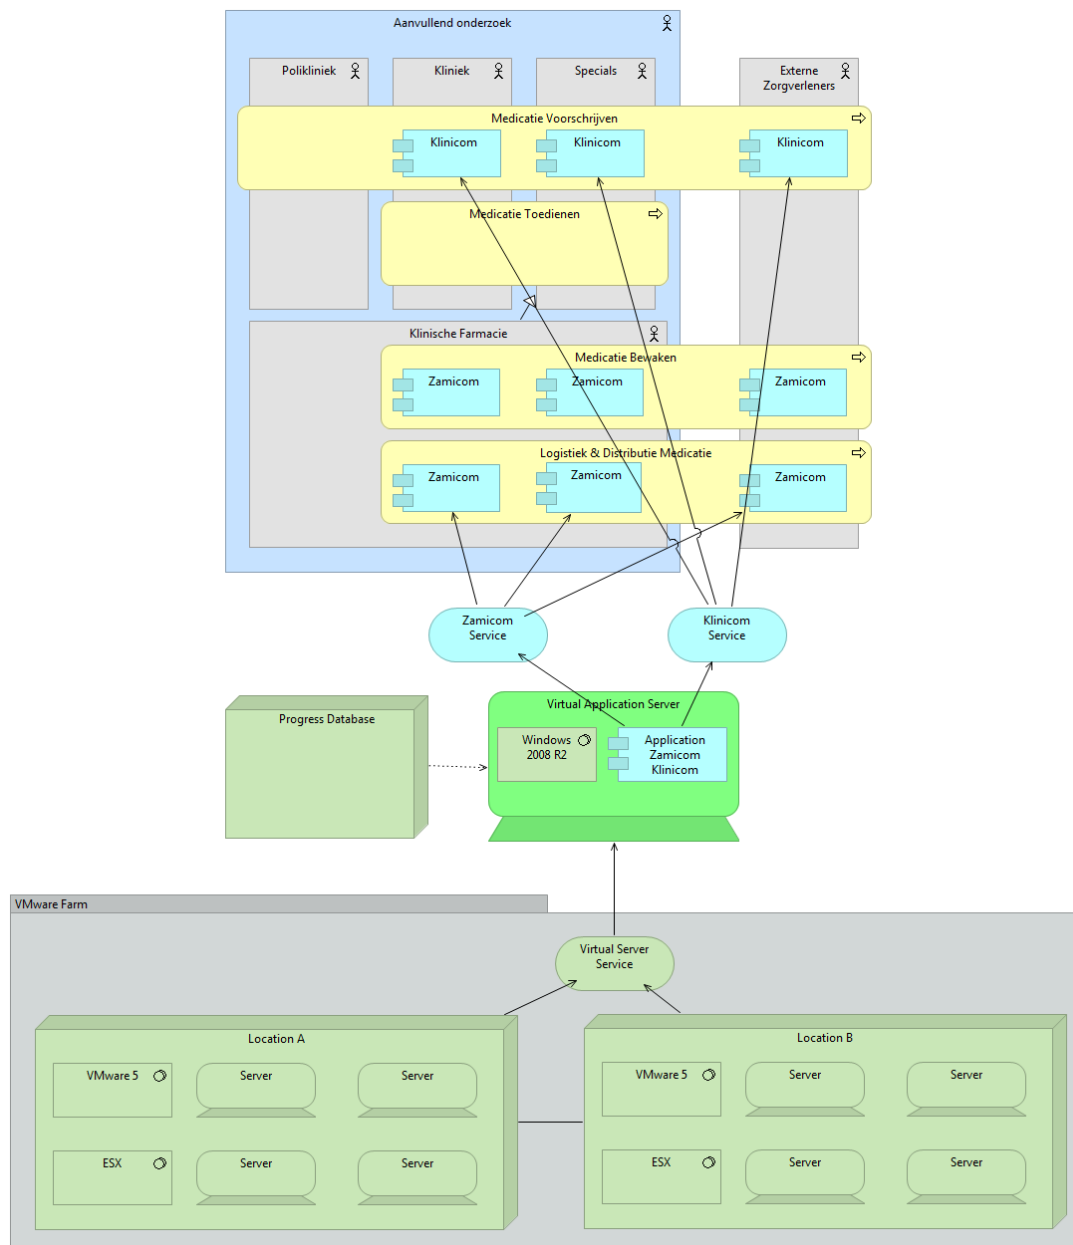 Aanvullend onderzoek
Polikliniek
Kliniek
Specials
Externe
Zorgverleners
Medicatie Voorschrijven
Klinicom
Klinicom
Klinicom
Medicatie Toedienen
Klinische Farmacie
Medicatie Bewaken
Zamicom
Zamicom
Zamicom
Logistiek & Distributie Medicatie
Zamicom
Zamicom
Zamicom
Zamicom
Service
Klinicom
Service
Progress Database
Virtual Application Server
Windows
2008 R2
Application
Zamicom
Klinicom
VMware Farm
Virtual Server
Service
Location A
VMware 5
Server
Server
ESX
Server
Server
Location B
VMware 5
Server
Server
ESX
Server
Server